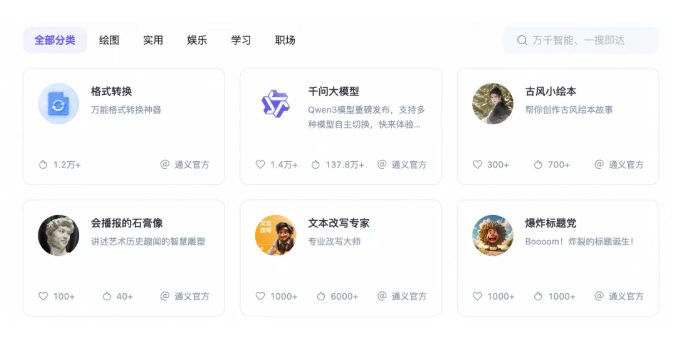 全部分类 绘图 实用 娱乐 学习 职场 万千智能、一搜即达
格式转换
万能格式转换神器
1.2万+ @ 通义官方
千问大模型
Qwen3模型重磅发布，支持多
种模型自主切换，快来体验...
1.4万+ 137.8万+ @ 通义官方
古风小绘本
帮你创作古风绘本故事
300+ 700+ @ 通义官方
会播报的石膏像
讲述艺术历史趣闻的智慧雕塑
100+ 40+ @ 通义官方
文本改写专家
专业改写大师
1000+ 6000+ @ 通义官方
爆炸标题党
Boooom！炸裂的标题诞生！
1000+ 1000+ @ 通义官方